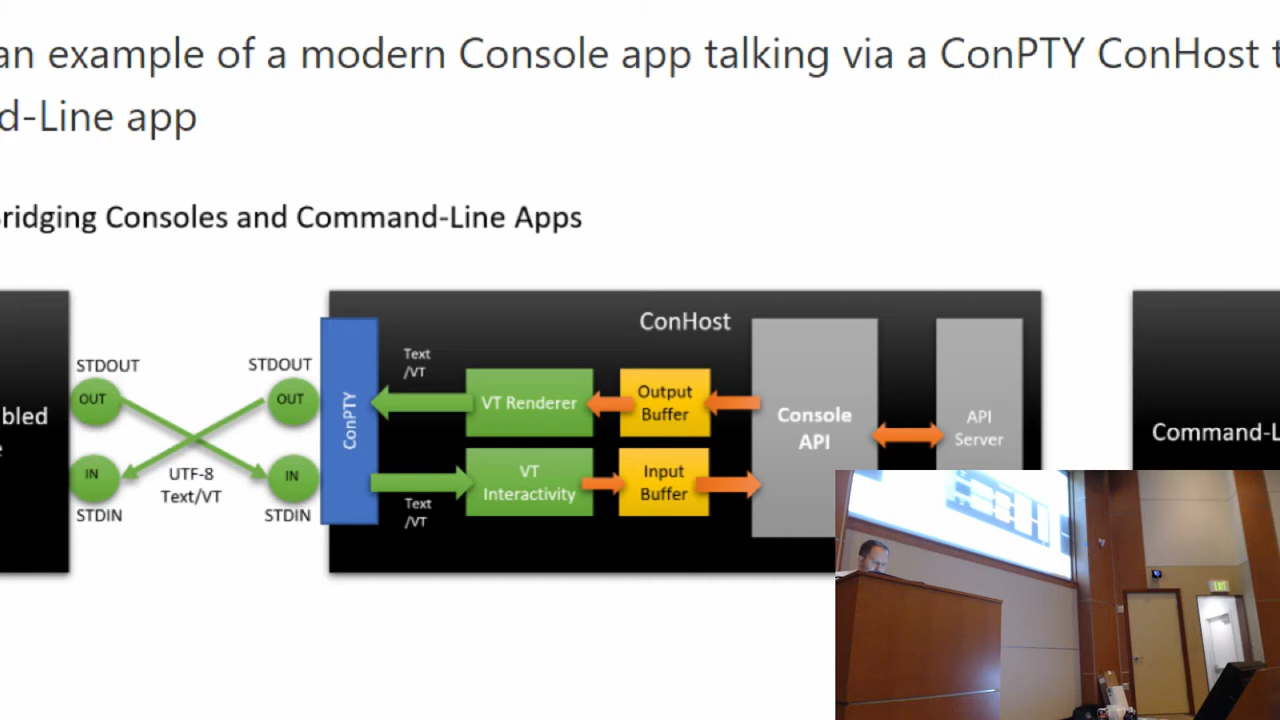 an example of a modern Console app talking via a ConPTY ConHost t
d-Line app
ridging Consoles and Command-Line Apps
ConHost
STDOUT
STDOUT
Text
/VT
OUT
OUT
VT Renderer
Output
Buffer
bled
ConPTY
Console
API
API
Server
Command-L
IN
UTF-8
Text/VT
IN
VT
Interactivity
Input
Buffer
STDIN
STDIN
Text
/VT